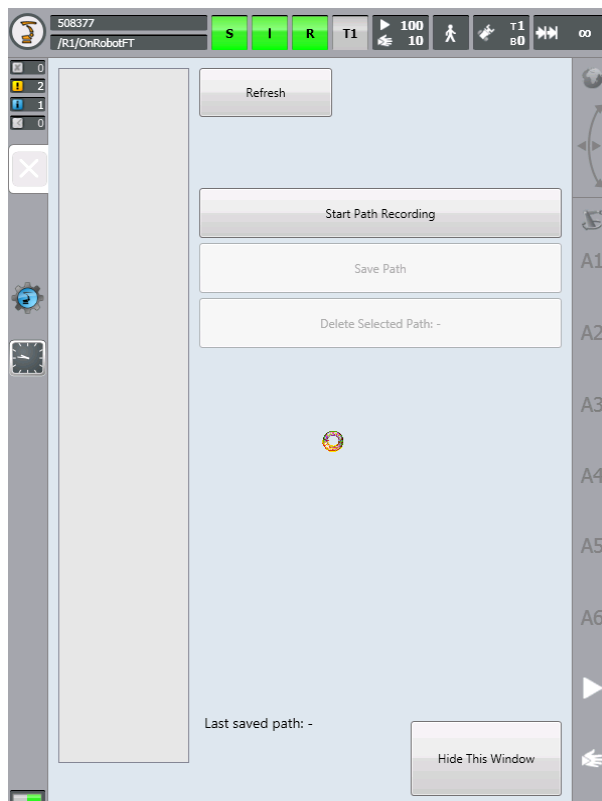 508377
/R1/OnRobotFT
S I R T1 100 10 T1 B0 ∞
0
2
1
0
Refresh
Start Path Recording
Save Path
Delete Selected Path: -
A1
A2
A3
A4
A5
A6
Last saved path: -
Hide This Window